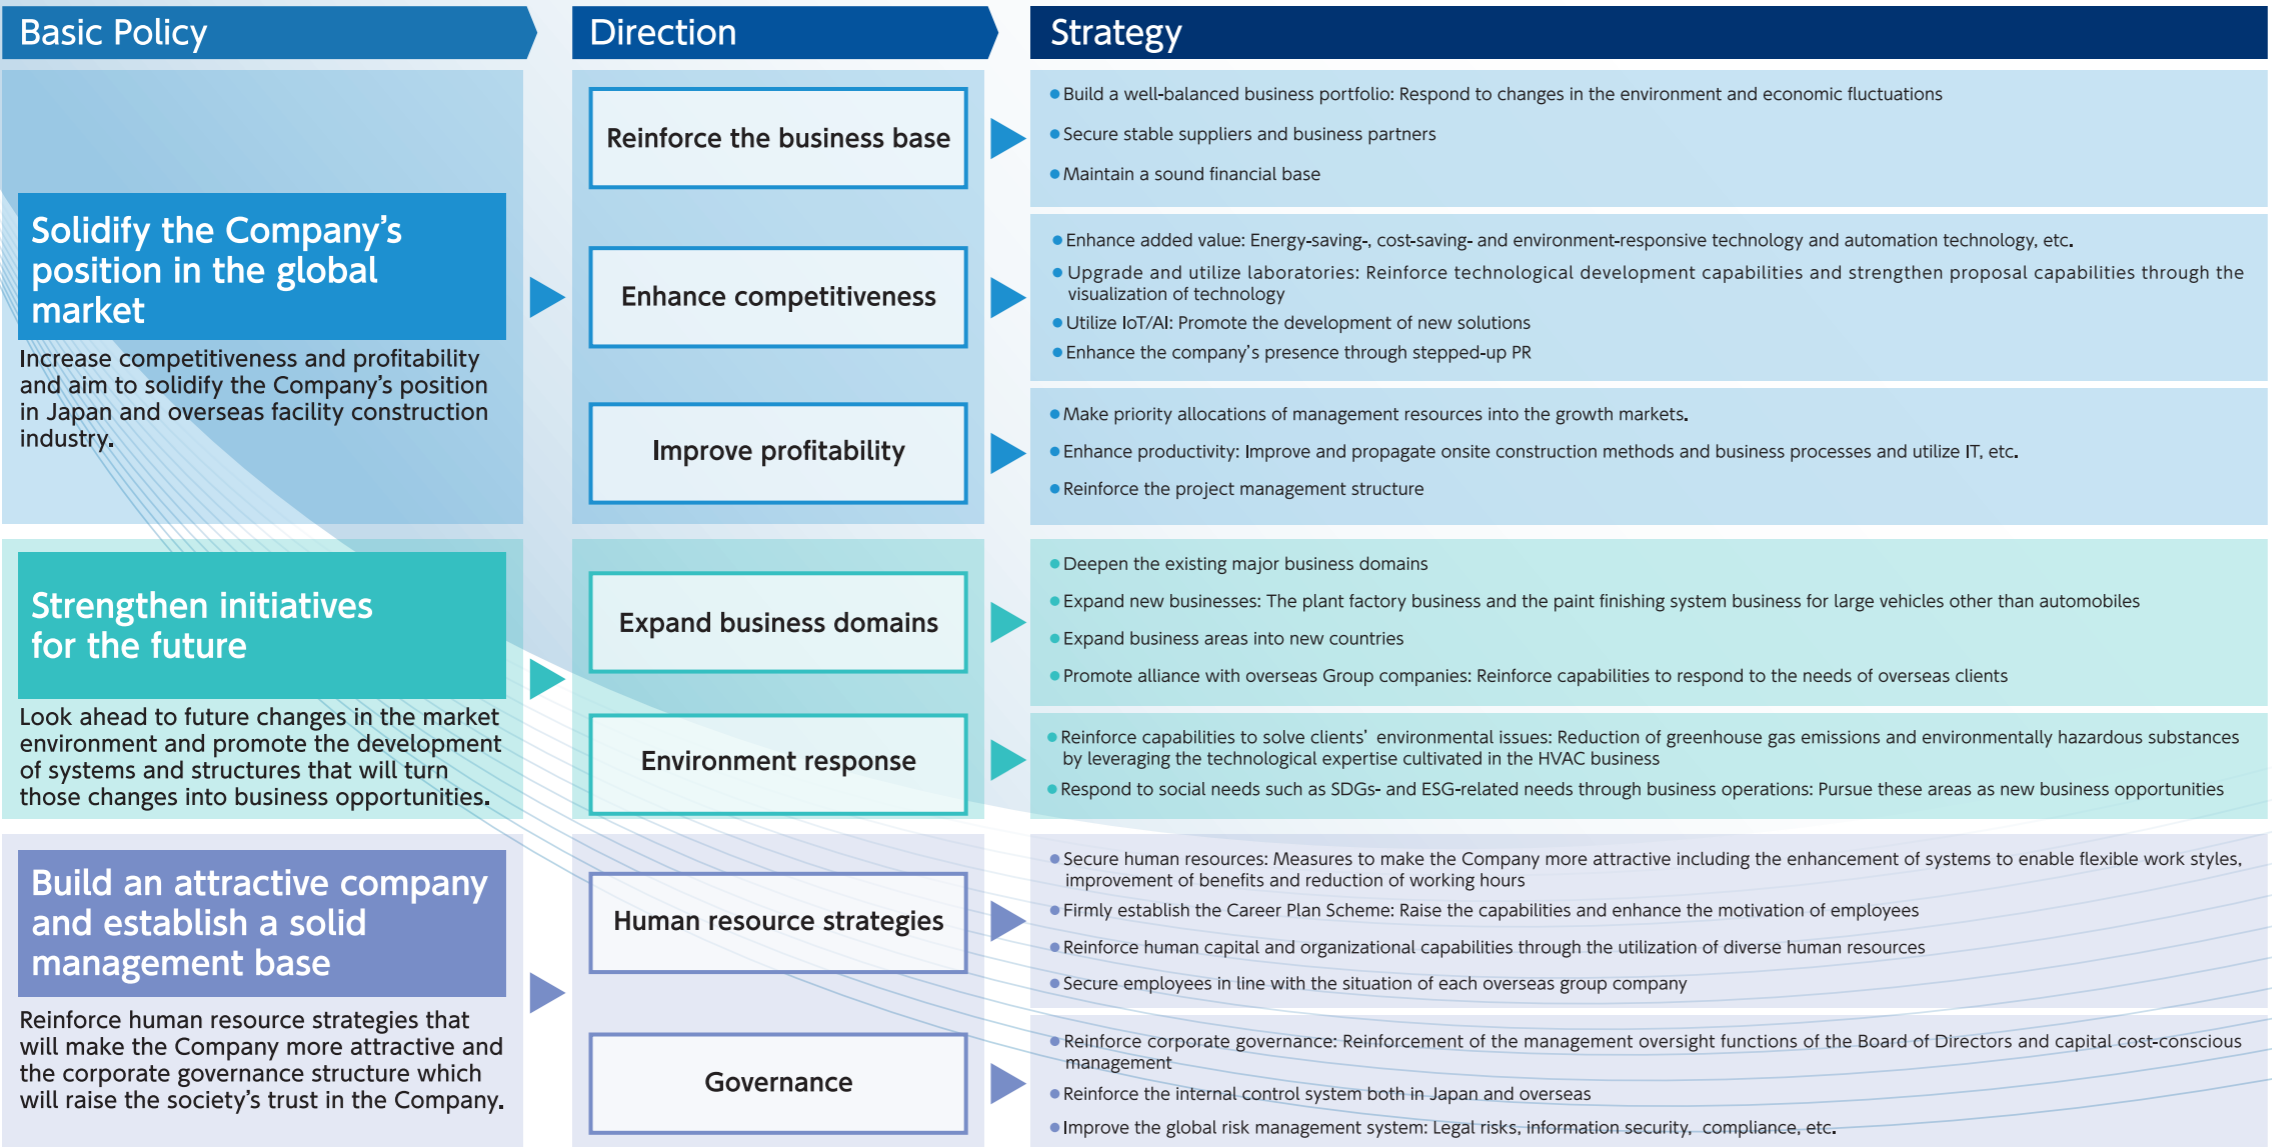 Basic Policy
Direction
Strategy
Solidify the Company's
position in the global
market
Increase competitiveness and profitability
and aim to solidify the Company's position
in Japan and overseas facility construction
industry.
Reinforce the business base
● Build a well-balanced business portfolio: Respond to changes in the environment and economic fluctuations
● Secure stable suppliers and business partners
● Maintain a sound financial base
Enhance competitiveness
● Enhance added value: Energy-saving-, cost-saving- and environment-responsive technology and automation technology, etc.
● Upgrade and utilize laboratories: Reinforce technological development capabilities and strengthen proposal capabilities through the
visualization of technology
● Utilize IoT/AI: Promote the development of new solutions
● Enhance the company's presence through stepped-up PR
Improve profitability
● Make priority allocations of management resources into the growth markets.
● Enhance productivity: Improve and propagate onsite construction methods and business processes and utilize IT, etc.
● Reinforce the project management structure
Strengthen initiatives
for the future
Look ahead to future changes in the market
environment and promote the development
of systems and structures that will turn
those changes into business opportunities.
Expand business domains
● Deepen the existing major business domains
● Expand new businesses: The plant factory business and the paint finishing system business for large vehicles other than automobiles
● Expand business areas into new countries
● Promote alliance with overseas Group companies: Reinforce capabilities to respond to the needs of overseas clients
Environment response
● Reinforce capabilities to solve clients' environmental issues: Reduction of greenhouse gas emissions and environmentally hazardous substances
by leveraging the technological expertise cultivated in the HVAC business
● Respond to social needs such as SDGs- and ESG-related needs through business operations: Pursue these areas as new business opportunities
Build an attractive company
and establish a solid
management base
Reinforce human resource strategies that
will make the Company more attractive and
the corporate governance structure which
will raise the society's trust in the Company.
Human resource strategies
● Secure human resources: Measures to make the Company more attractive including the enhancement of systems to enable flexible work styles,
improvement of benefits and reduction of working hours
● Firmly establish the Career Plan Scheme: Raise the capabilities and enhance the motivation of employees
● Reinforce human capital and organizational capabilities through the utilization of diverse human resources
● Secure employees in line with the situation of each overseas group company
Governance
● Reinforce corporate governance: Reinforcement of the management oversight functions of the Board of Directors and capital cost-conscious
management
● Reinforce the internal control system both in Japan and overseas
● Improve the global risk management system: Legal risks, information security, compliance, etc.